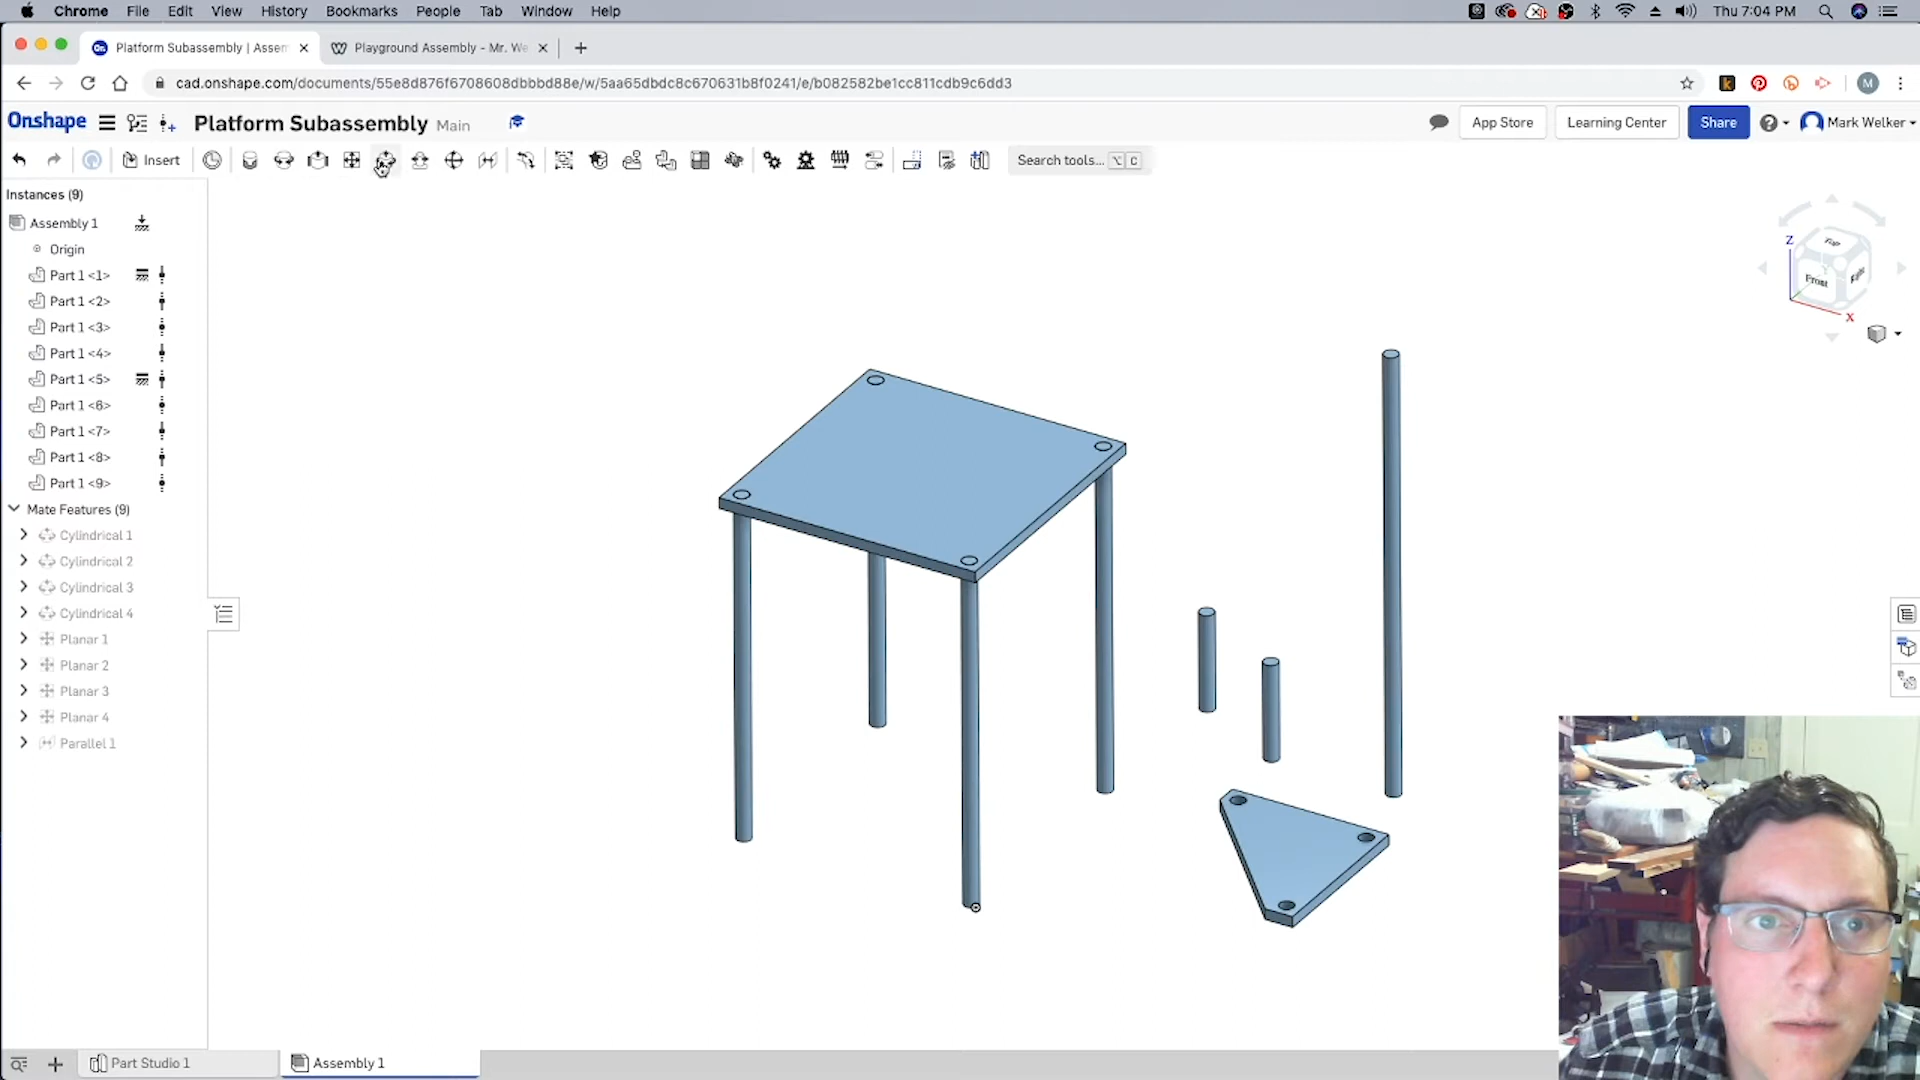 Chrome File Edit View History Bookmarks People Tab Window Help Thu 7:04 PM
Platform Subassembly | Assem Playground Assembly - Mr. We
cad.onshape.com/documents/55e8d876f6708608dbbbd88e/w/5aa65dbdc8c670631b8f0241/e/b082582be1cc811cdb9c6dd3 M
Onshape Platform Subassembly Main App Store Learning Center Share Mark Welker
Insert Search tools... ⌥ C
Instances (9)
Assembly 1
Origin
Part 1 <1>
Part 1 <2>
Part 1 <3>
Part 1 <4>
Part 1 <5>
Part 1 <6>
Part 1 <7>
Part 1 <8>
Part 1 <9>
Mate Features (9)
Cylindrical 1
Cylindrical 2
Cylindrical 3
Cylindrical 4
Planar 1
Planar 2
Planar 3
Planar 4
Parallel 1
Z
Top
Front
Right
X
Part Studio 1 Assembly 1